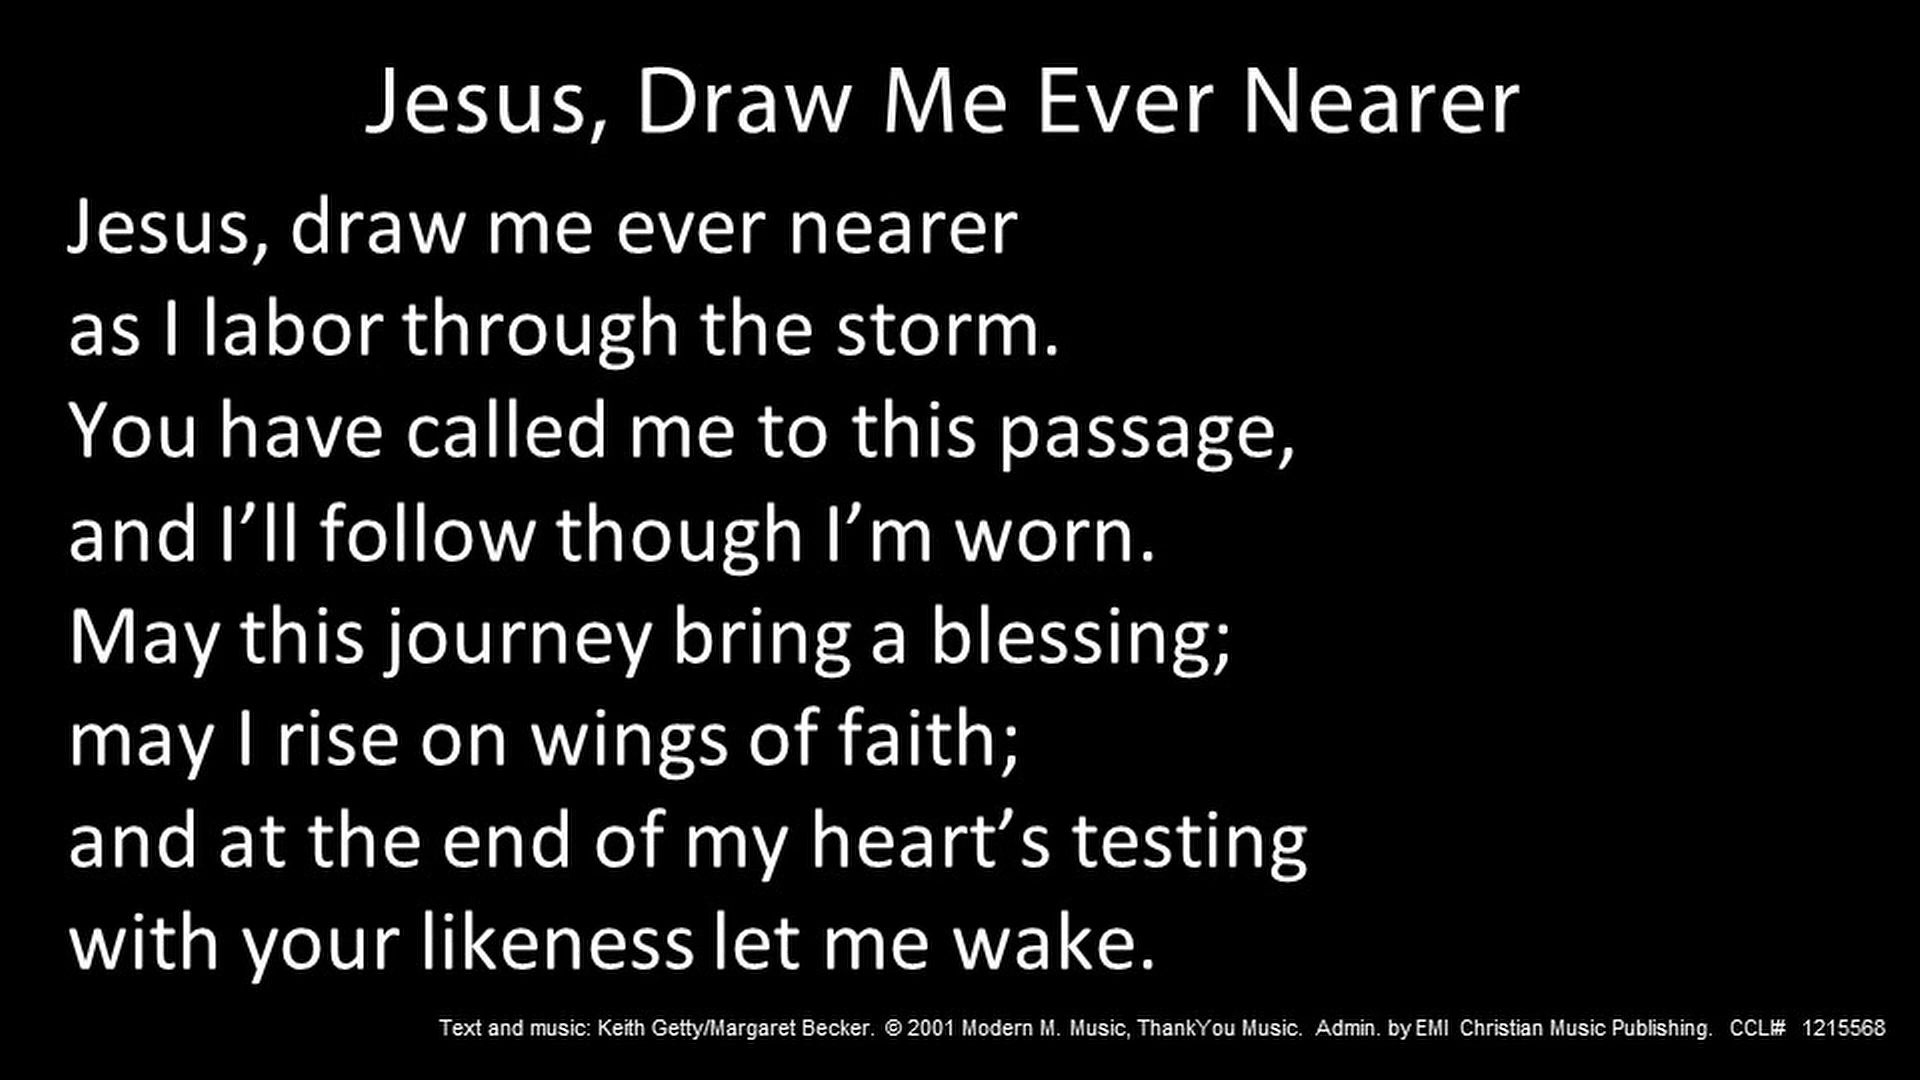 Jesus, Draw Me Ever Nearer
Jesus, draw me ever nearer
as I labor through the storm.
You have called me to this passage,
and I’ll follow though I’m worn.
May this journey bring a blessing;
may I rise on wings of faith;
and at the end of my heart’s testing
with your likeness let me wake.
Text and music: Keith Getty/Margaret Becker. © 2001 Modern M. Music, ThankYou Music. Admin. by EMI Christian Music Publishing. CCLI# 1215568